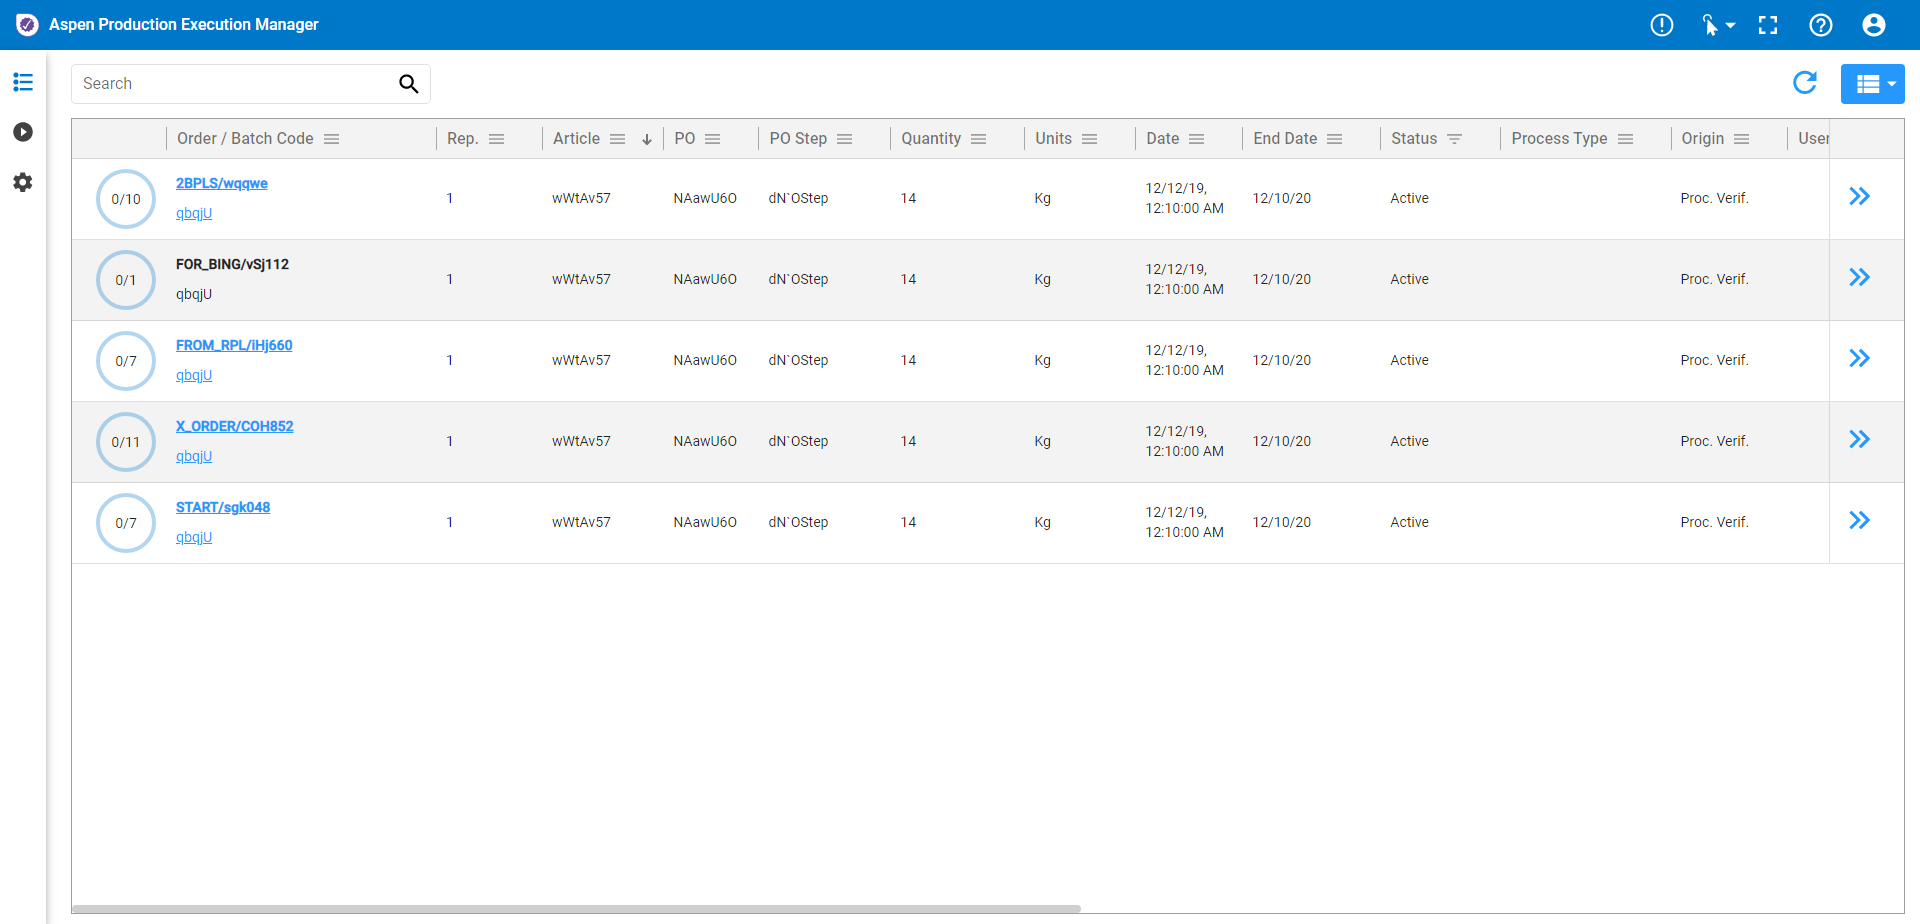 Aspen Production Execution Manager
Search
Order / Batch Code Rep. Article PO PO Step Quantity Units Date End Date Status Process Type Origin User
0/10 2BPLS/wqqwe qbqjU 1 wWtAv57 NAawU6O dN`OStep 14 Kg 12/12/19, 12:10:00 AM 12/10/20 Active Proc. Verif.
0/1 FOR_BING/vSj112 qbqjU 1 wWtAv57 NAawU6O dN`OStep 14 Kg 12/12/19, 12:10:00 AM 12/10/20 Active Proc. Verif.
0/7 FROM_RPL/iHj660 qbqjU 1 wWtAv57 NAawU6O dN`OStep 14 Kg 12/12/19, 12:10:00 AM 12/10/20 Active Proc. Verif.
0/11 X_ORDER/COH852 qbqjU 1 wWtAv57 NAawU6O dN`OStep 14 Kg 12/12/19, 12:10:00 AM 12/10/20 Active Proc. Verif.
0/7 START/sgk048 qbqjU 1 wWtAv57 NAawU6O dN`OStep 14 Kg 12/12/19, 12:10:00 AM 12/10/20 Active Proc. Verif.